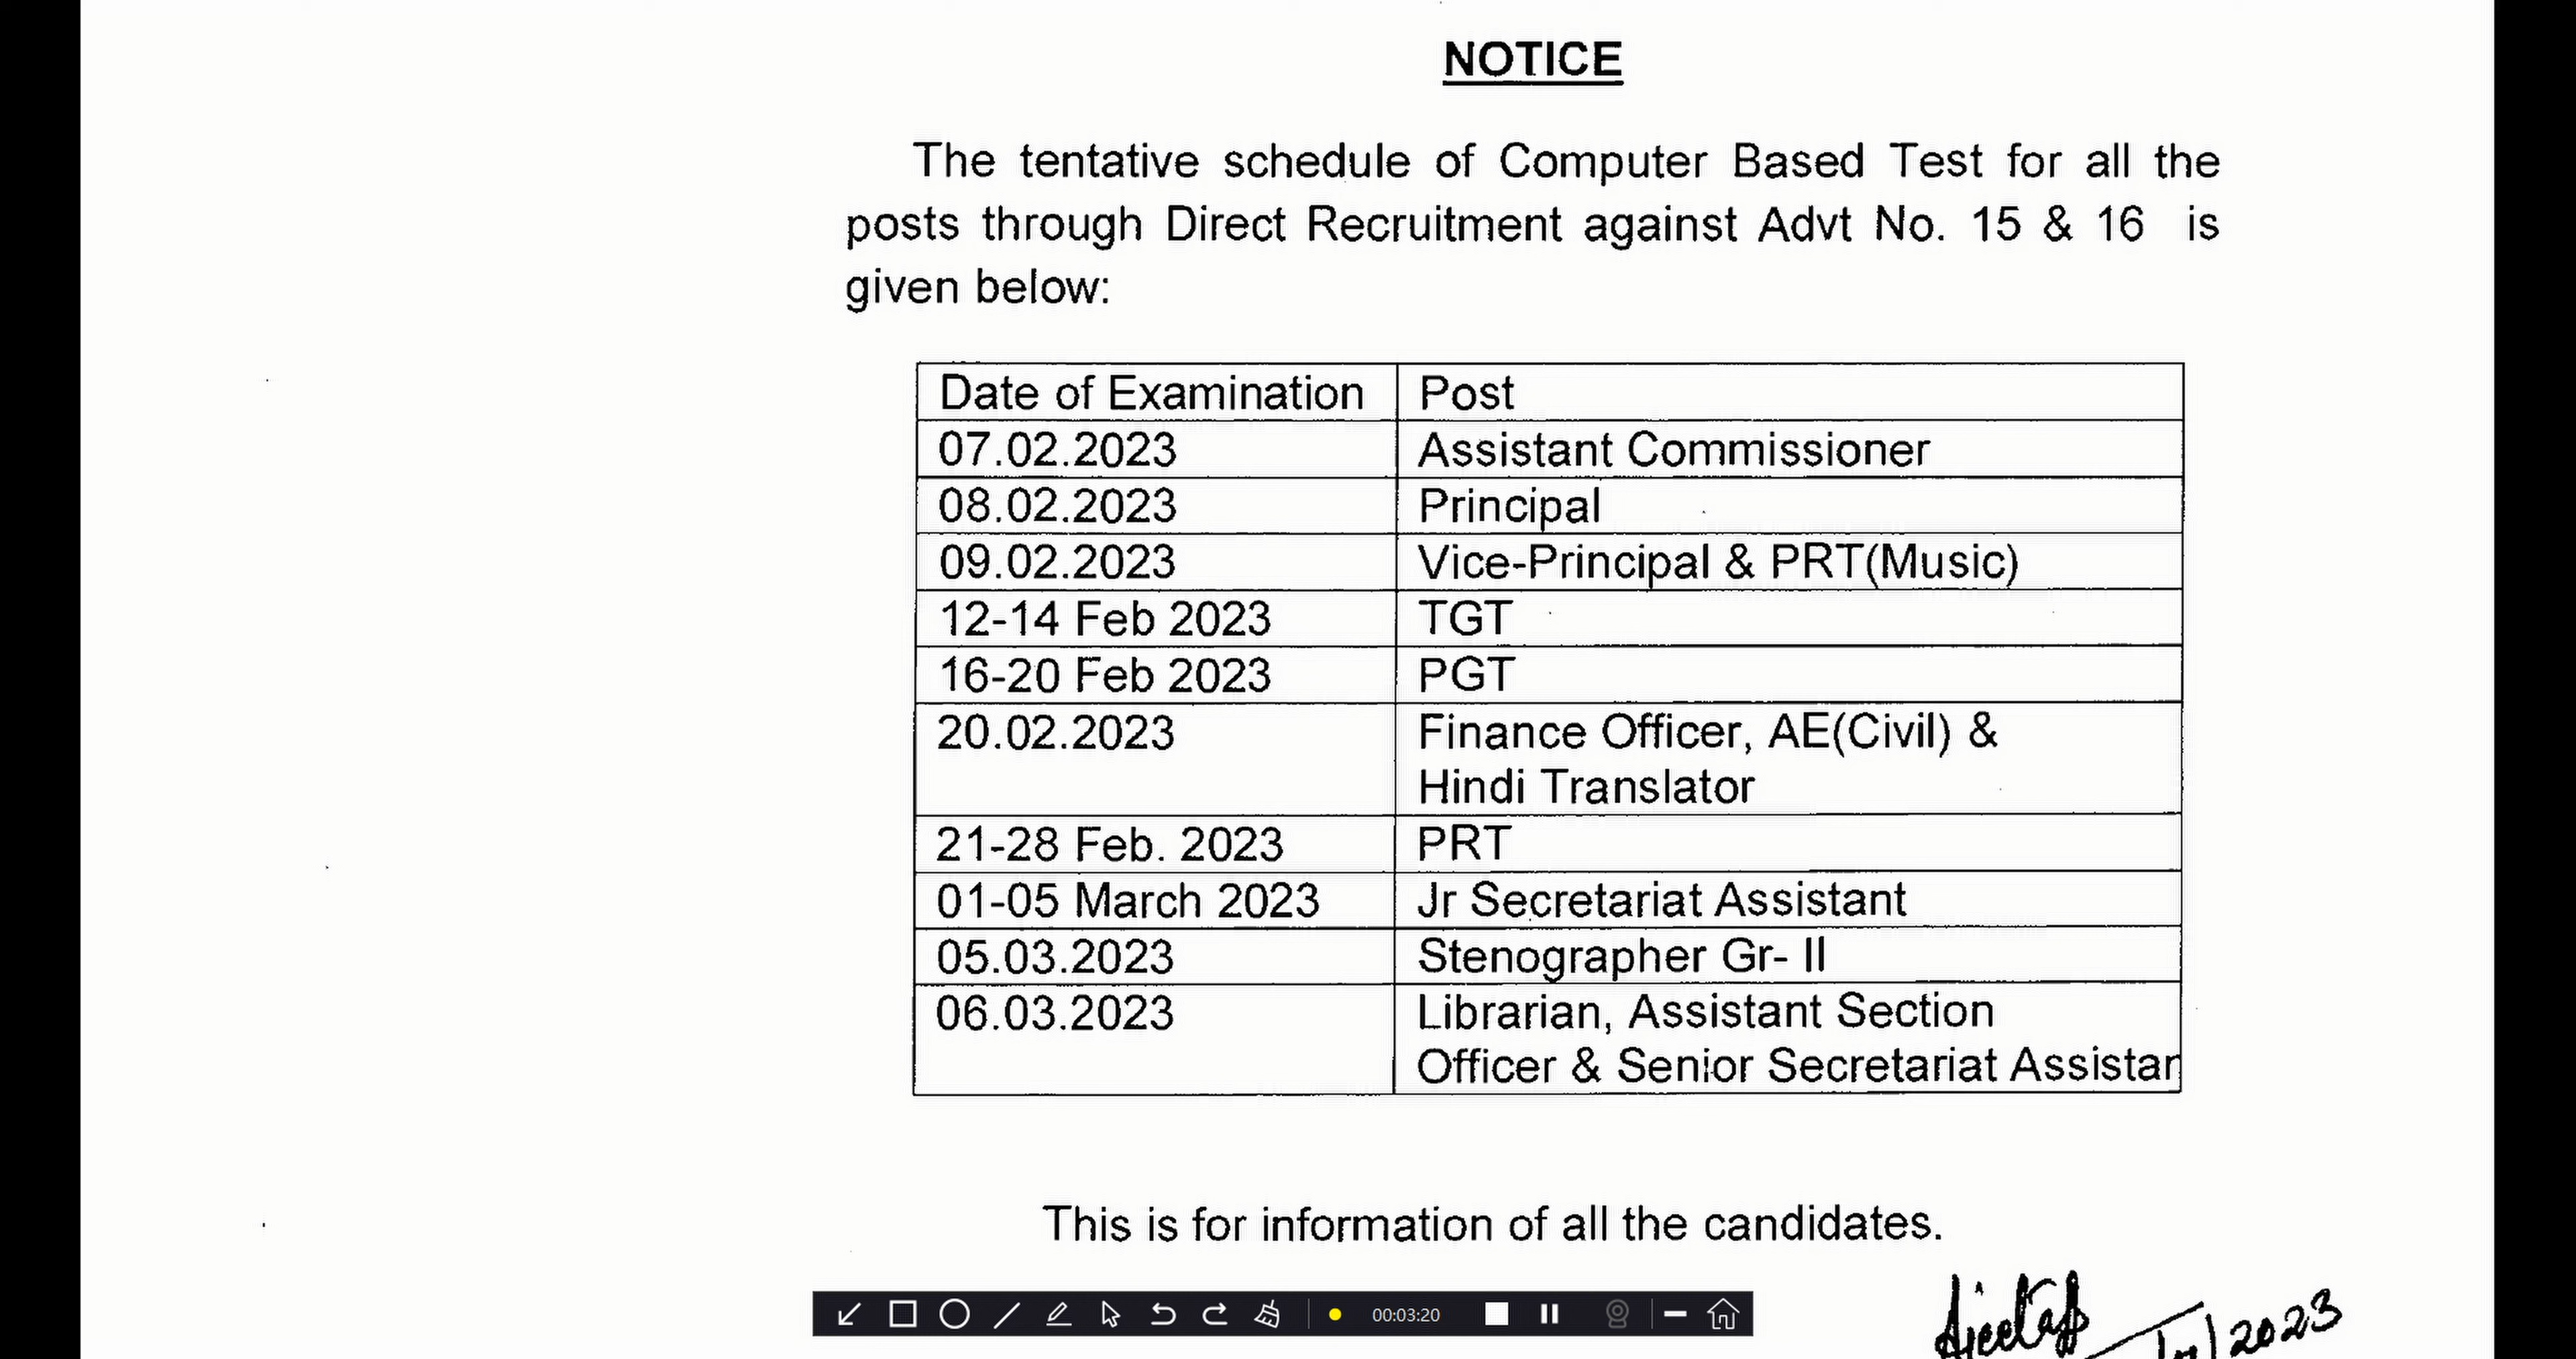 NOTICE
The tentative schedule of Computer Based Test for all the
posts through Direct Recruitment against Advt No. 15 & 16 is
given below:
Date of Examination Post
07.02.2023 Assistant Commissioner
08.02.2023 Principal
09.02.2023 Vice-Principal & PRT(Music)
12-14 Feb 2023 TGT
16-20 Feb 2023 PGT
20.02.2023 Finance Officer, AE(Civil) &
Hindi Translator
21-28 Feb. 2023 PRT
01-05 March 2023 Jr Secretariat Assistant
05.03.2023 Stenographer Gr- II
06.03.2023 Librarian, Assistant Section
Officer & Senior Secretariat Assistan
This is for information of all the candidates.
00:03:20
2023